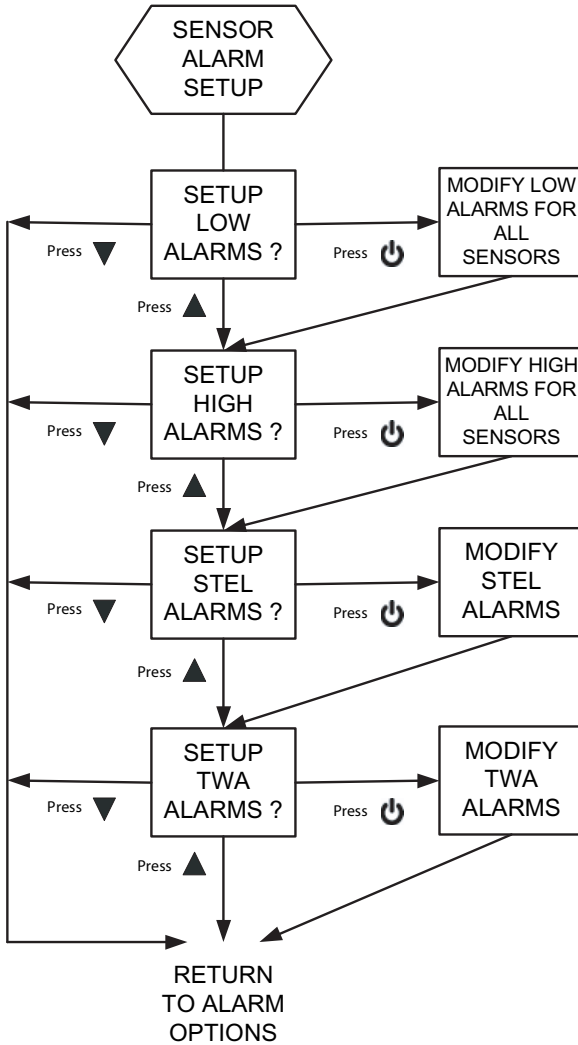 SENSOR
ALARM
SETUP
SETUP
LOW
ALARMS ?
Press
Press
MODIFY LOW
ALARMS FOR
ALL
SENSORS
Press
SETUP
HIGH
ALARMS ?
Press
Press
MODIFY HIGH
ALARMS FOR
ALL
SENSORS
Press
SETUP
STEL
ALARMS ?
Press
Press
MODIFY
STEL
ALARMS
Press
SETUP
TWA
ALARMS ?
Press
Press
MODIFY
TWA
ALARMS
Press
RETURN
TO ALARM
OPTIONS